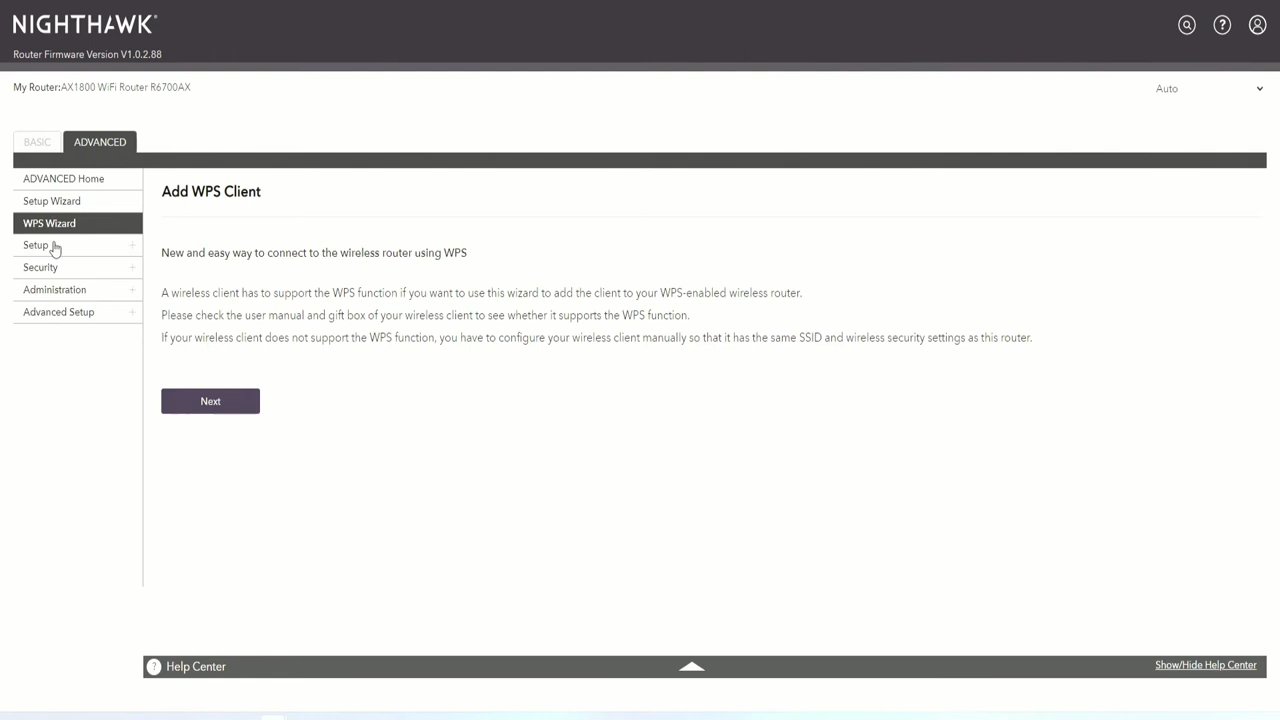 NIGHTHAWK
Router Firmware Version V1.0.2.88
My Router:AX1800 WiFi Router R6700AX
Auto
BASIC
ADVANCED
ADVANCED Home
Setup Wizard
WPS Wizard
Setup +
Security +
Administration +
Advanced Setup +
Add WPS Client
New and easy way to connect to the wireless router using WPS
A wireless client has to support the WPS function if you want to use this wizard to add the client to your WPS-enabled wireless router.
Please check the user manual and gift box of your wireless client to see whether it supports the WPS function.
If your wireless client does not support the WPS function, you have to configure your wireless client manually so that it has the same SSID and wireless security settings as this router.
Next
? Help Center
Show/Hide Help Center